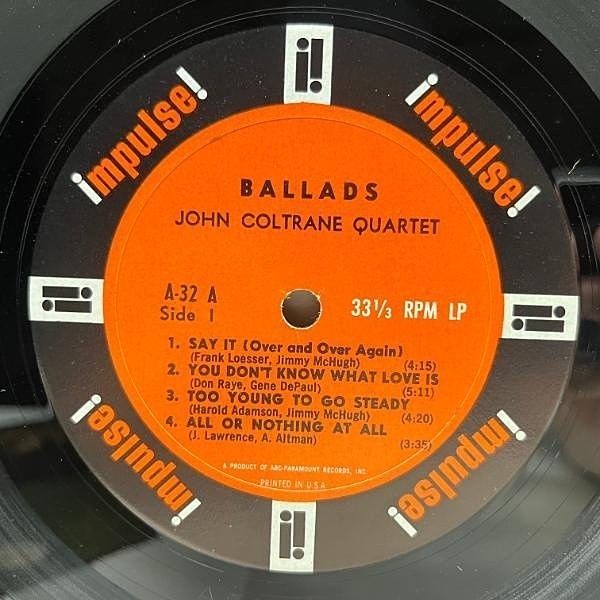 impulse!
impulse!
BALLADS
JOHN COLTRANE QUARTET
A-32 A
Side 1
33 1/3 RPM LP
1. SAY IT (Over and Over Again)
(Frank Loesser, Jimmy McHugh) (4:15)
2. YOU DON'T KNOW WHAT LOVE IS
(Don Raye, Gene DePaul) (5:11)
3. TOO YOUNG TO GO STEADY
(Harold Adamson, Jimmy McHugh) (4:20)
4. ALL OR NOTHING AT ALL
(J. Lawrence, A. Altman) (3:35)
A PRODUCT OF ABC-PARAMOUNT RECORDS, INC
PRINTED IN U.S.A
impulse!
impulse!